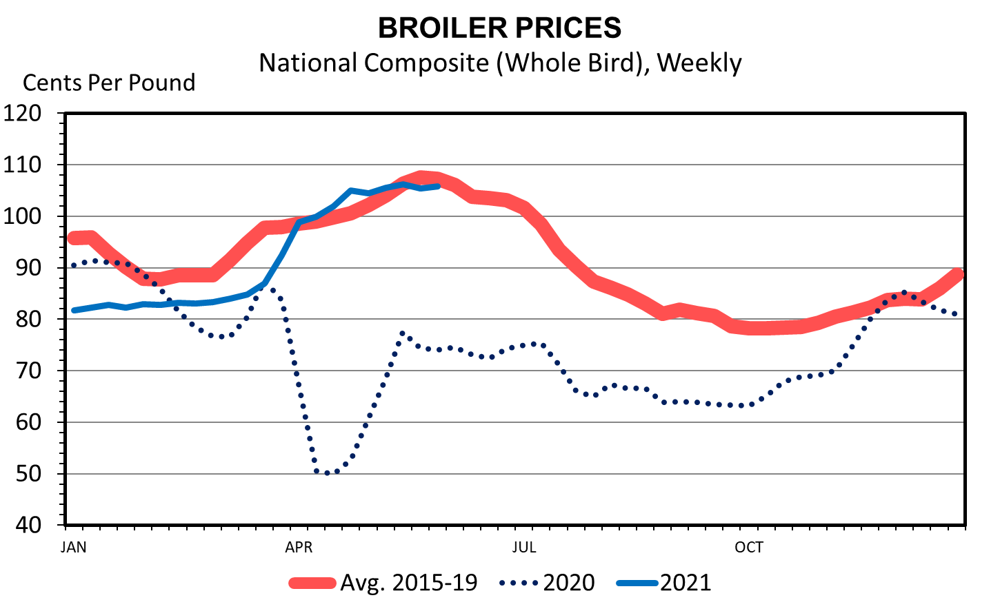 BROILER PRICES
National Composite (Whole Bird), Weekly
Cents Per Pound
120
110
100
90
80
70
60
50
40
JAN APR JUL OCT
Avg. 2015-19 2020 2021